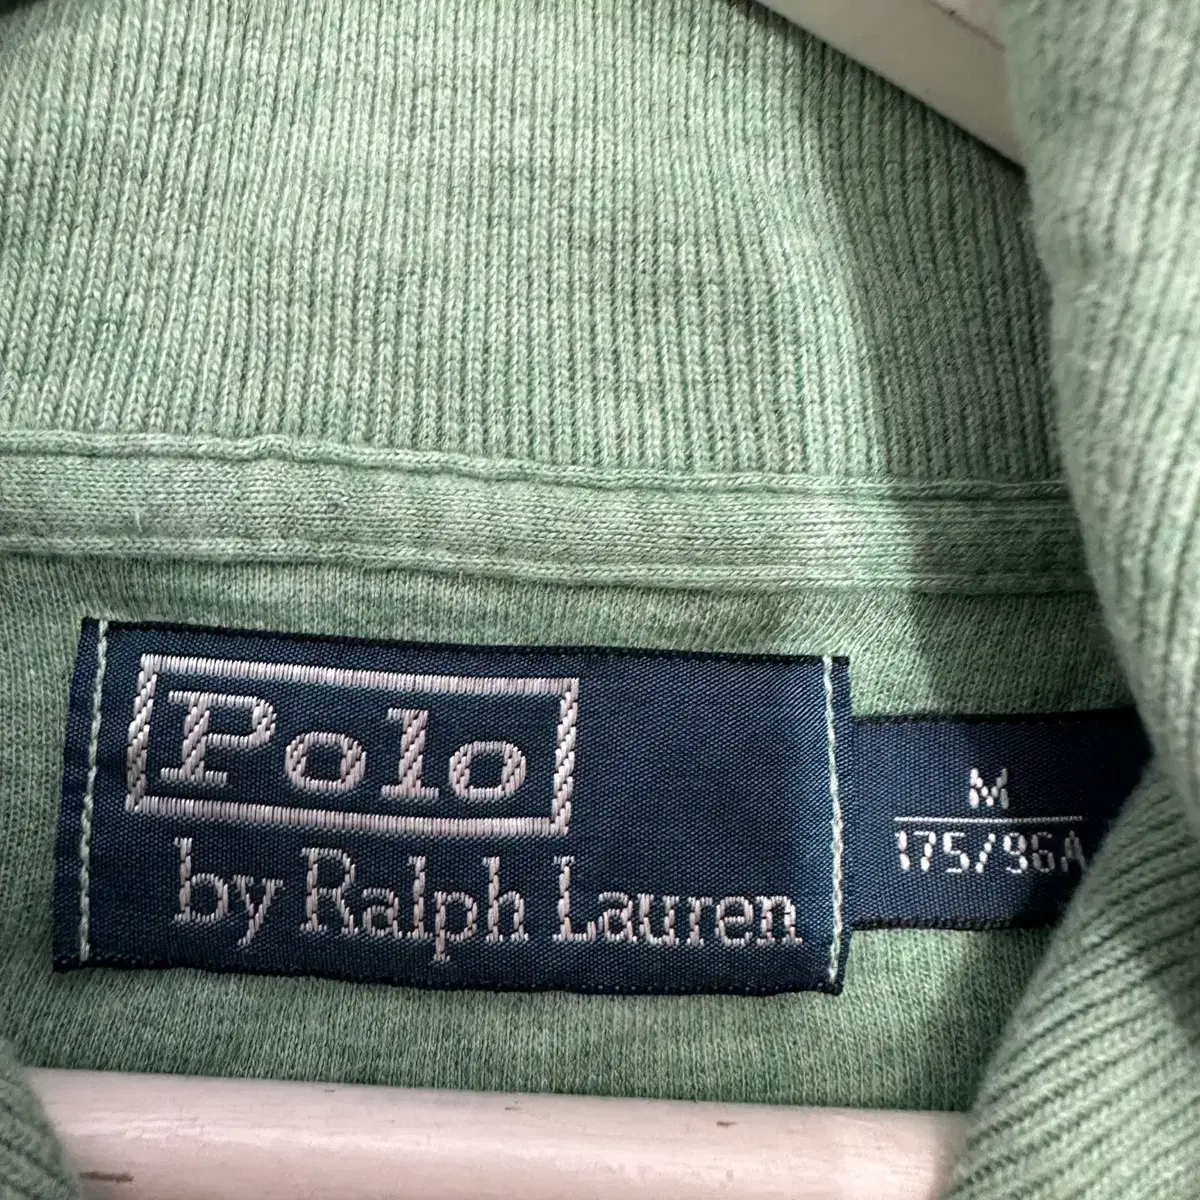 Polo
by Ralph Lauren
M
175/96A